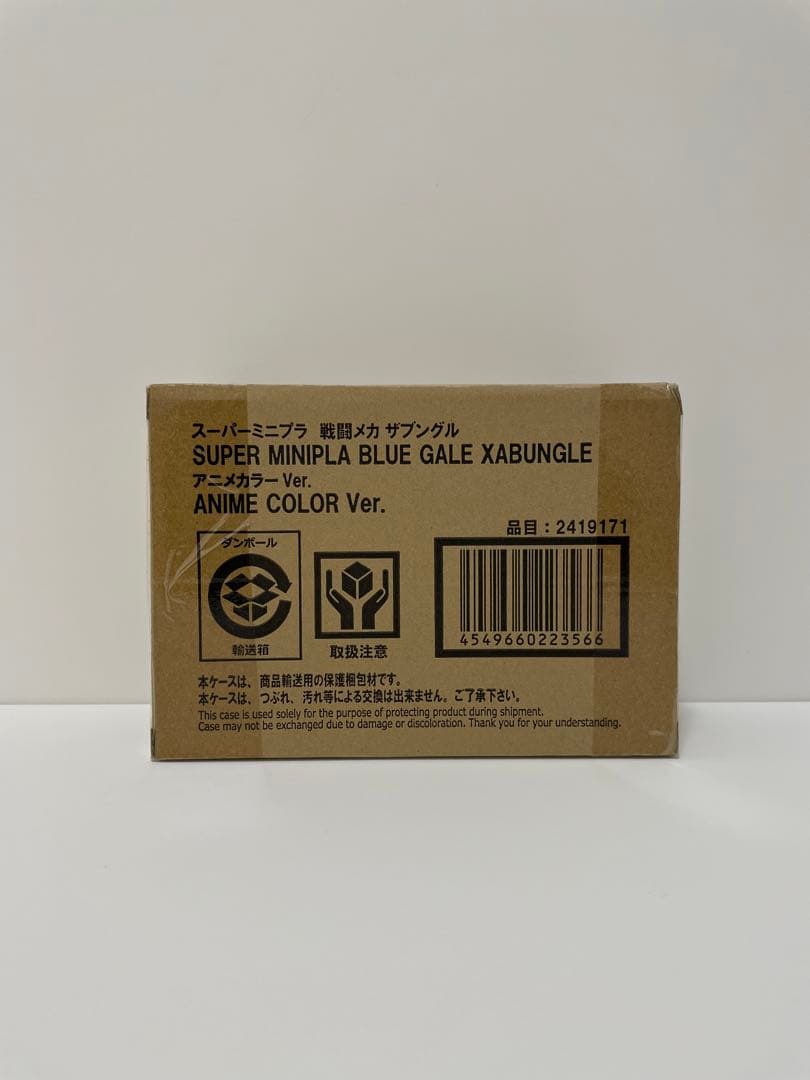 スーパーミニプラ 戦闘メカ ザブングル
SUPER MINIPLA BLUE GALE XABUNGLE
アニメカラー Ver.
ANIME COLOR Ver.
品目：2419171
ダンボール
輸送箱
取扱注意
4549660223566
本ケースは、商品輸送用の保護梱包材です。
本ケースは、つぶれ、汚れ等による交換は出来ません。ご了承下さい。
This case is used solely for the purpose of protecting product during shipment.
Case may not be exchanged due to damage or discoloration. Thank you for your understanding.